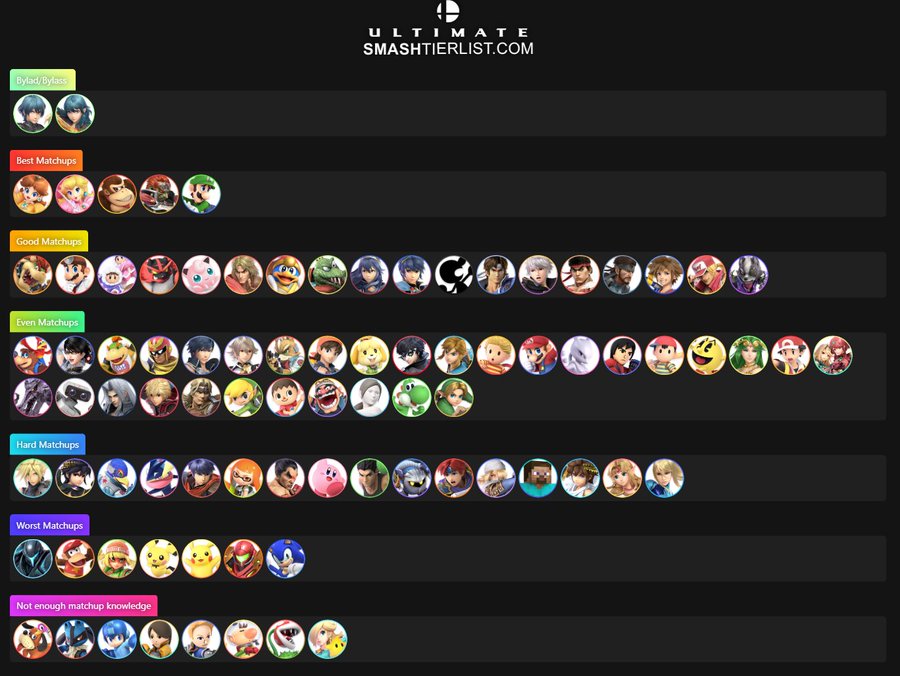 ULTIMATE
SMASHTIERLIST.COM
Bylad/Bylass
Best Matchups
Good Matchups
Even Matchups
Hard Matchups
Worst Matchups
Not enough matchup knowledge